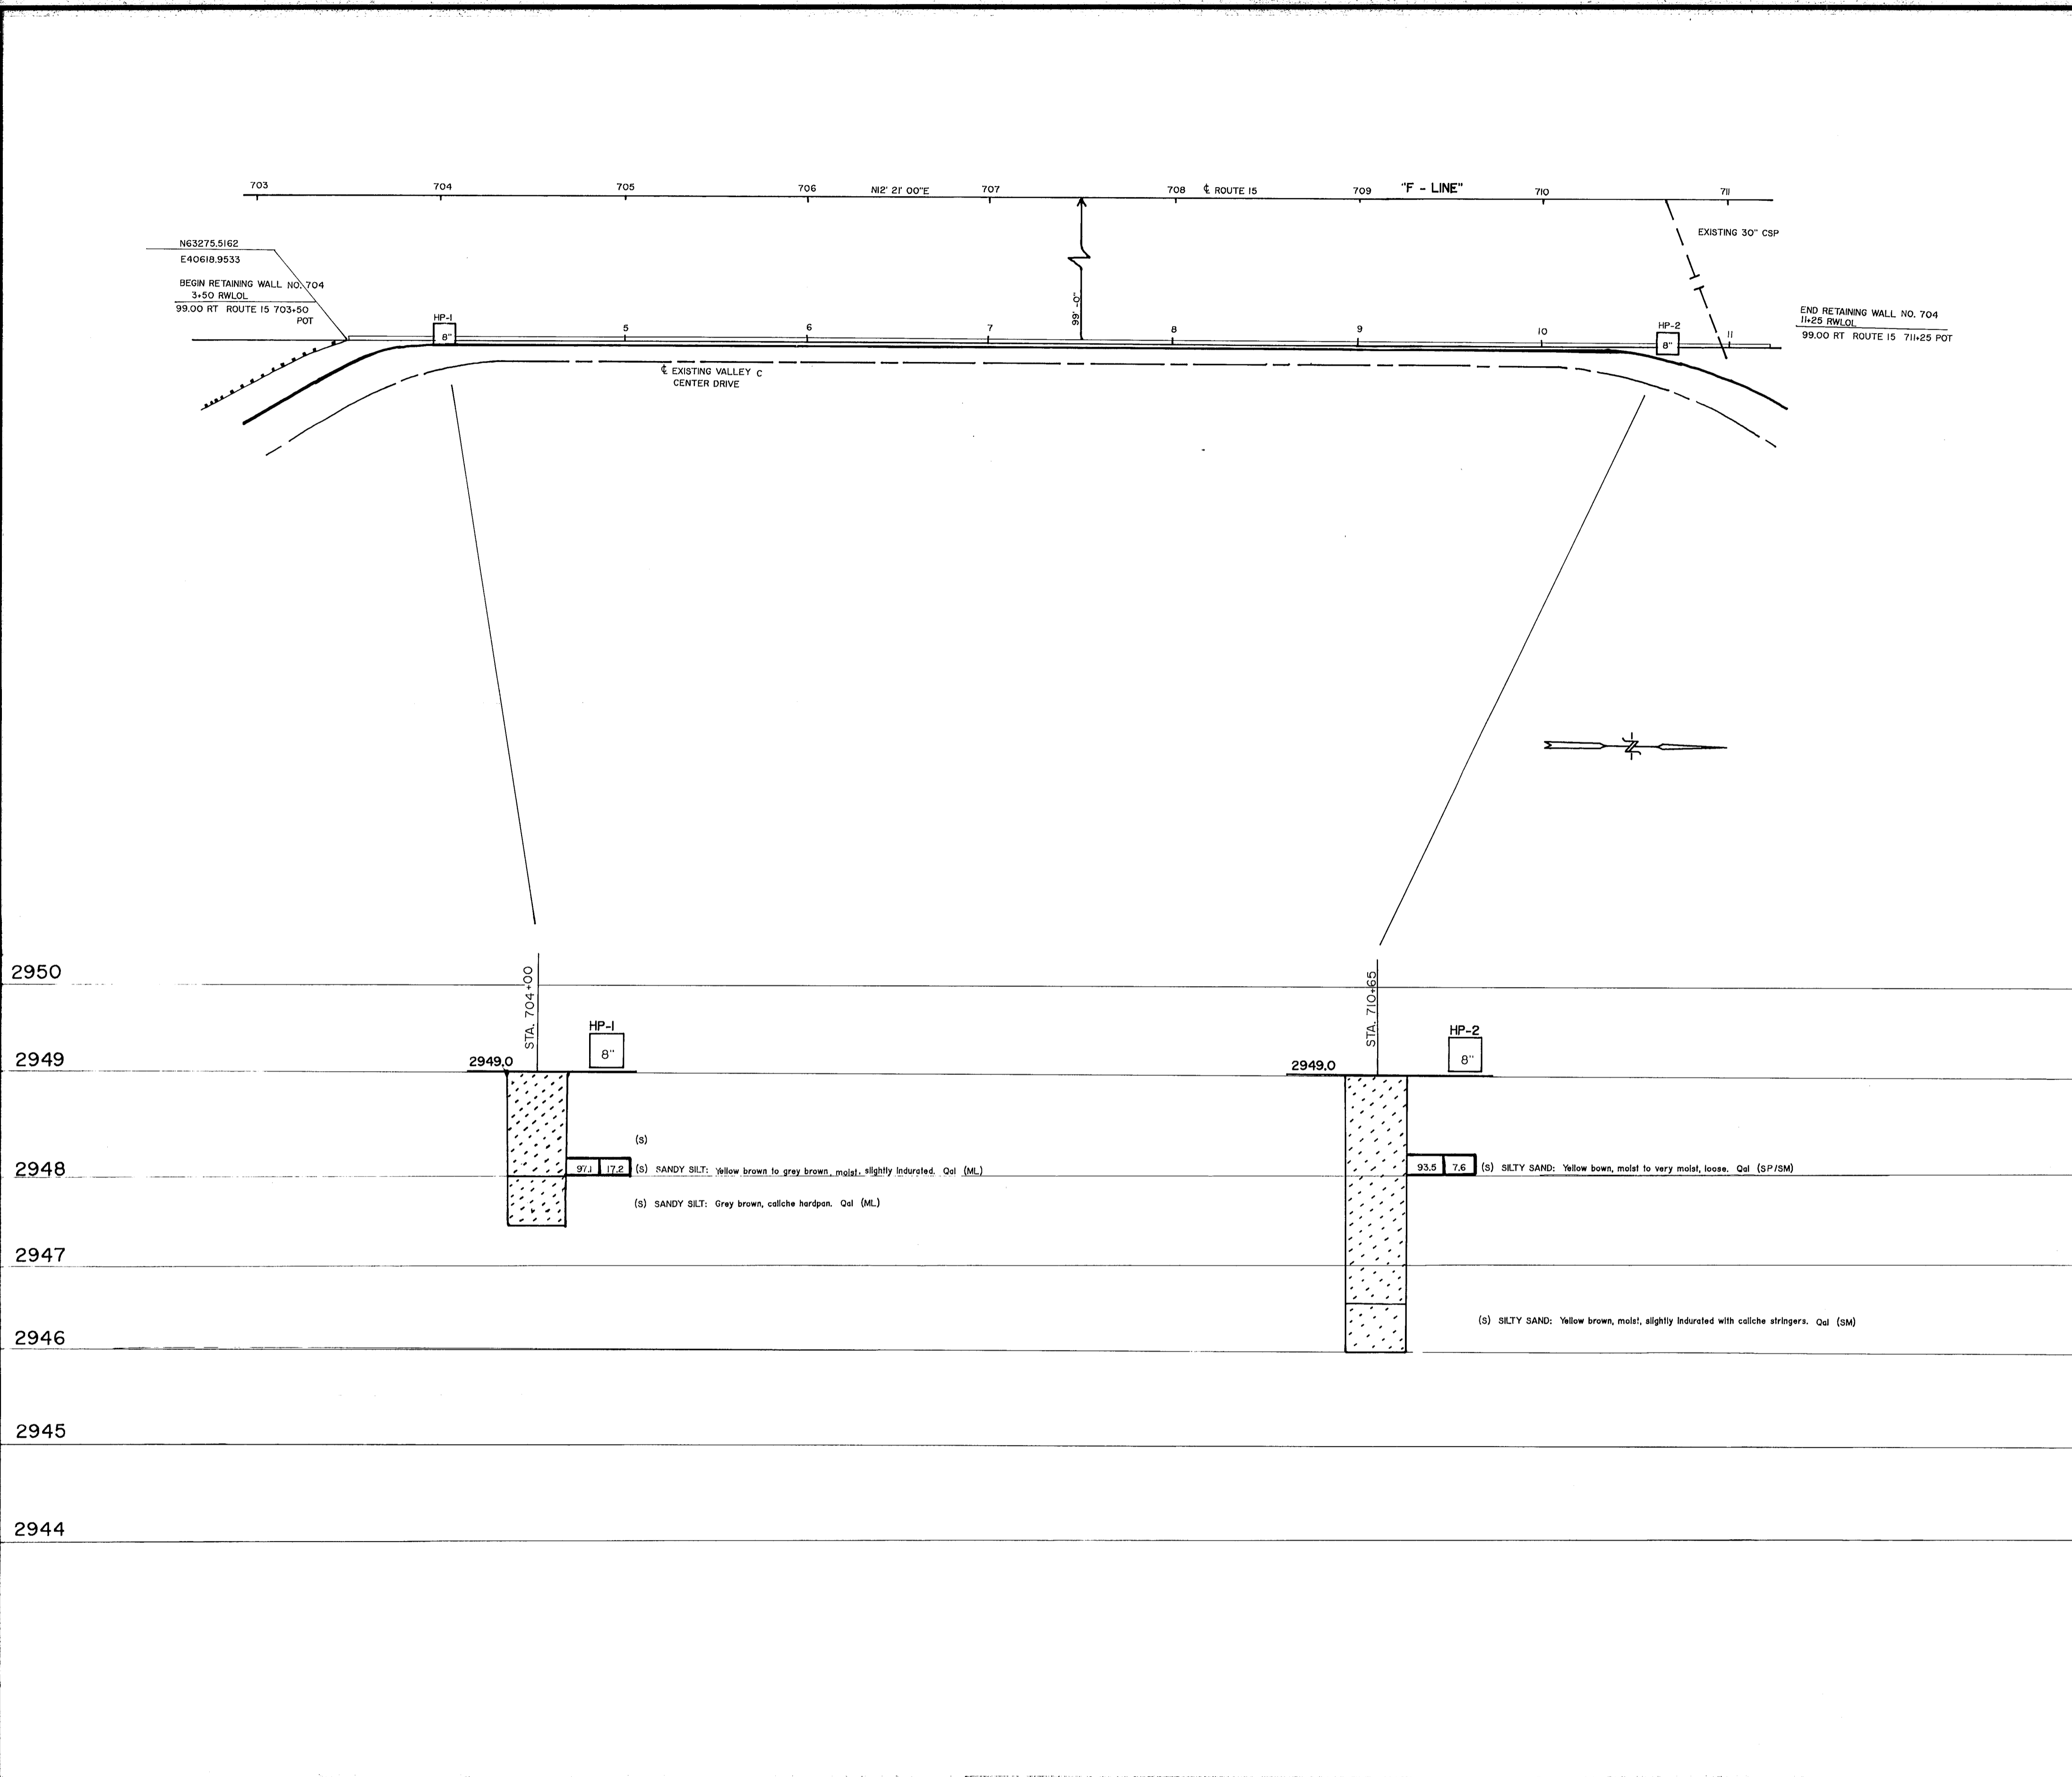 703 704 705 706 N12° 21' 00"E 707 708 ℄ ROUTE 15 709 "F - LINE" 710 711
EXISTING 30" CSP
N63275.5162
E40618.9533
BEGIN RETAINING WALL NO. 704
3+50 RWLOL
99.00 RT ROUTE 15 703+50
POT
99'-0"
END RETAINING WALL NO. 704
11+25 RWLOL
99.00 RT ROUTE 15 711+25 POT
HP-1
8"
5 6 7 8 9 10 11
HP-2
8"
℄ EXISTING VALLEY C
CENTER DRIVE
2950
STA. 704+00
STA. 710+65
HP-1
8"
HP-2
8"
2949
2949.0
2949.0
(S)
2948
97.1 17.2 (S) SANDY SILT: Yellow brown to grey brown, moist, slightly indurated. Qal (ML)
93.5 7.6 (S) SILTY SAND: Yellow bown, moist to very moist, loose. Qal (SP/SM)
(S) SANDY SILT: Grey brown, caliche hardpan. Qal (ML)
2947
(S) SILTY SAND: Yellow brown, moist, slightly indurated with caliche stringers. Qal (SM)
2946
2945
2944